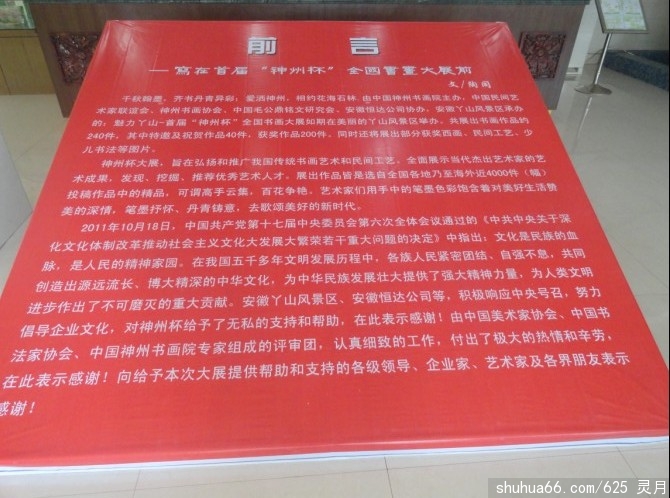 前 言
——寫在首届“神州杯”全國書畫大展前
文/陶闯
千秋翰墨，齐书丹青异彩；爱洒神州，相约花海石林。由中国神州书画院主办，中国民间艺
术家联谊会、神州书画协会、中国毛公鼎铭文研究会、安徽恒达公司协办，安徽丫山风景区承办
的，魅力丫山-首届“神州杯”全国书画大展如期在美丽的丫山风景区举办。共展出书画作品约
240件，其中特邀及祝贺作品40件，获奖作品200件。同时还将展出部分获奖西画、民间工艺、少
儿书法等图片。
神州杯大展，旨在弘扬和推广我国传统书画艺术和民间工艺，全面展示当代杰出艺术家的艺
术成果，发现、挖掘、推荐优秀艺术人才。展出作品皆是选自全国各地乃至海外近4000件（幅）
投稿作品中的精品，可谓高手云集，百花争艳。艺术家们用手中的笔墨色彩饱含着对美好生活赞
美的深情，笔墨抒怀、丹青铸意，去歌颂美好的新时代。
2011年10月18日，中国共产党第十七届中央委员会第六次全体会议通过的《中共中央关于深
化文化体制改革推动社会主义文化大发展大繁荣若干重大问题的决定》中指出：文化是民族的血
脉，是人民的精神家园。在我国五千多年文明发展历程中，各族人民紧密团结、自强不息，共同
创造出源远流长、博大精深的中华文化，为中华民族发展壮大提供了强大精神力量，为人类文明
进步作出了不可磨灭的重大贡献。安徽丫山风景区、安徽恒达公司等，积极响应中央号召，努力
倡导企业文化，对神州杯给予了无私的支持和帮助，在此表示感谢！由中国美术家协会、中国书
法家协会、中国神州书画院专家组成的评审团，认真细致的工作，付出了极大的热情和辛劳，
在此表示感谢！向给予本次大展提供帮助和支持的各级领导、企业家、艺术家及各界朋友表示
感谢！
shuhua66.com/625 灵月